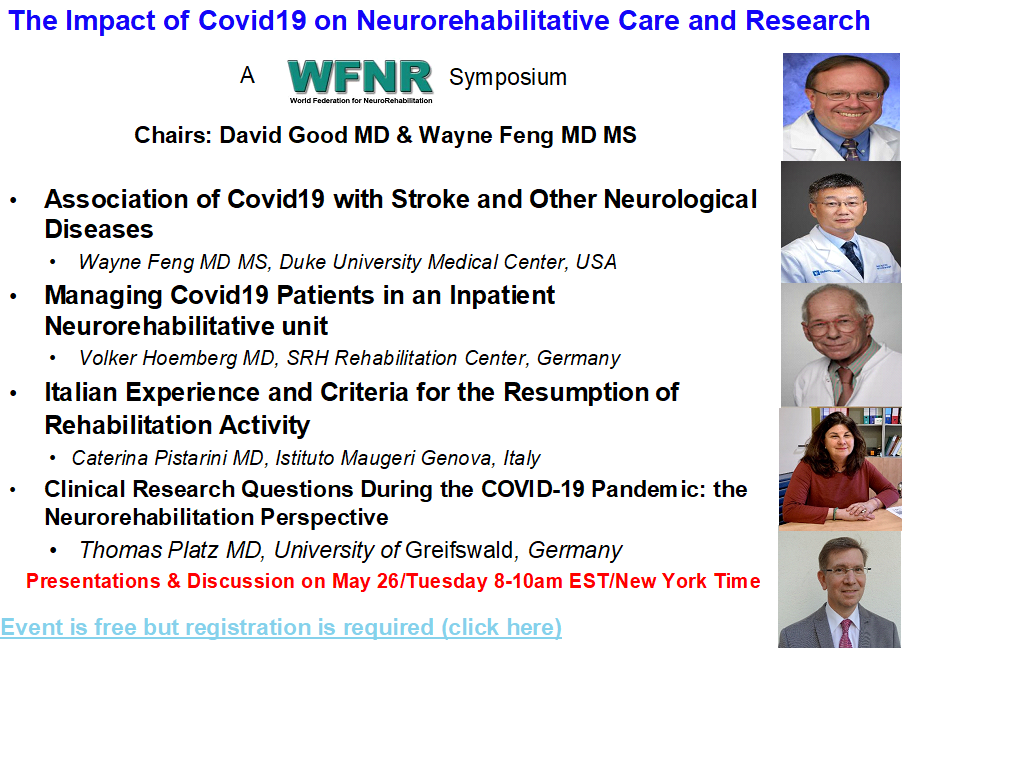 The Impact of Covid19 on Neurorehabilitative Care and Research
A WFNR Symposium
World Federation for NeuroRehabilitation
Chairs: David Good MD & Wayne Feng MD MS
• Association of Covid19 with Stroke and Other Neurological
Diseases
• Wayne Feng MD MS, Duke University Medical Center, USA
• Managing Covid19 Patients in an Inpatient
Neurorehabilitative unit
• Volker Hoemberg MD, SRH Rehabilitation Center, Germany
• Italian Experience and Criteria for the Resumption of
Rehabilitation Activity
• Caterina Pistarini MD, Istituto Maugeri Genova, Italy
• Clinical Research Questions During the COVID-19 Pandemic: the
Neurorehabilitation Perspective
• Thomas Platz MD, University of Greifswald, Germany
Presentations & Discussion on May 26/Tuesday 8-10am EST/New York Time
Event is free but registration is required (click here)